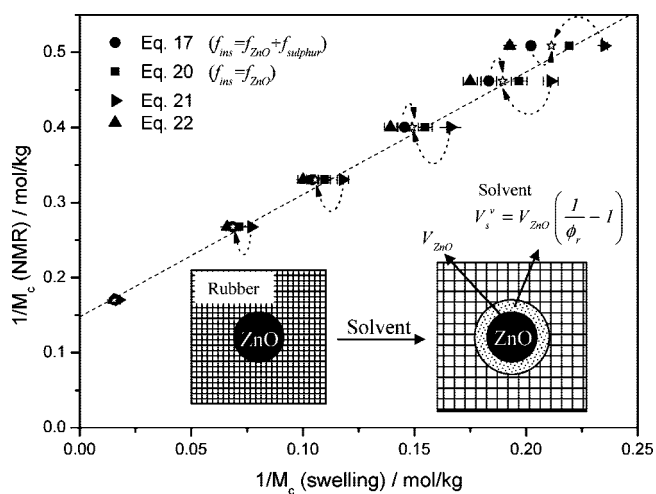 1/M_c (NMR) / mol/kg
0.5
0.4
0.3
0.2
0.1
0.0
Eq. 17 (f_ins=f_ZnO+f_sulphur)
Eq. 20 (f_ins=f_ZnO)
Eq. 21
Eq. 22
Solvent
V_s^v = V_ZnO (1/ϕ_r - 1)
V_ZnO
Rubber
ZnO
Solvent
ZnO
0.00 0.05 0.10 0.15 0.20 0.25
1/M_c (swelling) / mol/kg